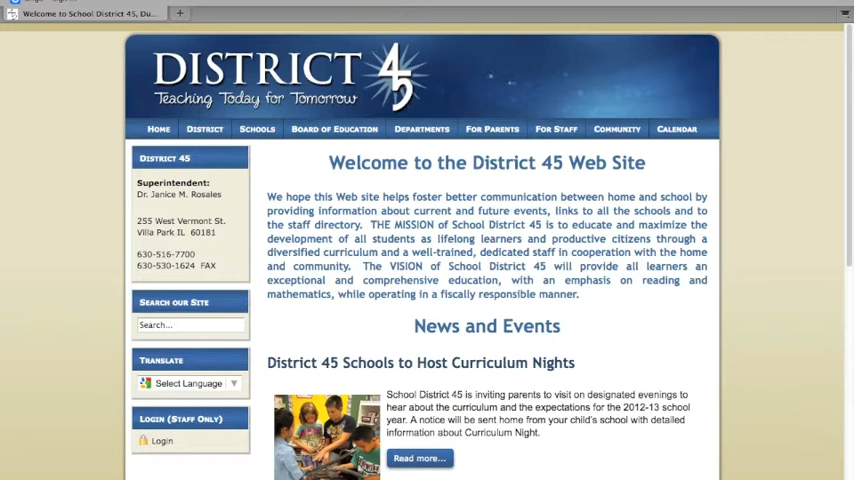 Welcome to School District 45, Du...
DISTRICT 45
Teaching Today for Tomorrow
HOME DISTRICT SCHOOLS BOARD OF EDUCATION DEPARTMENTS FOR PARENTS FOR STAFF COMMUNITY CALENDAR
DISTRICT 45
Superintendent:
Dr. Janice M. Rosales
255 West Vermont St.
Villa Park IL 60181
630-516-7700
630-530-1624 FAX
SEARCH OUR SITE
Search...
TRANSLATE
Select Language
LOGIN (STAFF ONLY)
Login
Welcome to the District 45 Web Site
We hope this Web site helps foster better communication between home and school by
providing information about current and future events, links to all the schools and to
the staff directory. THE MISSION of School District 45 is to educate and maximize the
development of all students as lifelong learners and productive citizens through a
diversified curriculum and a well-trained, dedicated staff in cooperation with the home
and community. The VISION of School District 45 will provide all learners an
exceptional and comprehensive education, with an emphasis on reading and
mathematics, while operating in a fiscally responsible manner.
News and Events
District 45 Schools to Host Curriculum Nights
School District 45 is inviting parents to visit on designated evenings to
hear about the curriculum and the expectations for the 2012-13 school
year. A notice will be sent home from your child's school with detailed
information about Curriculum Night.
Read more...